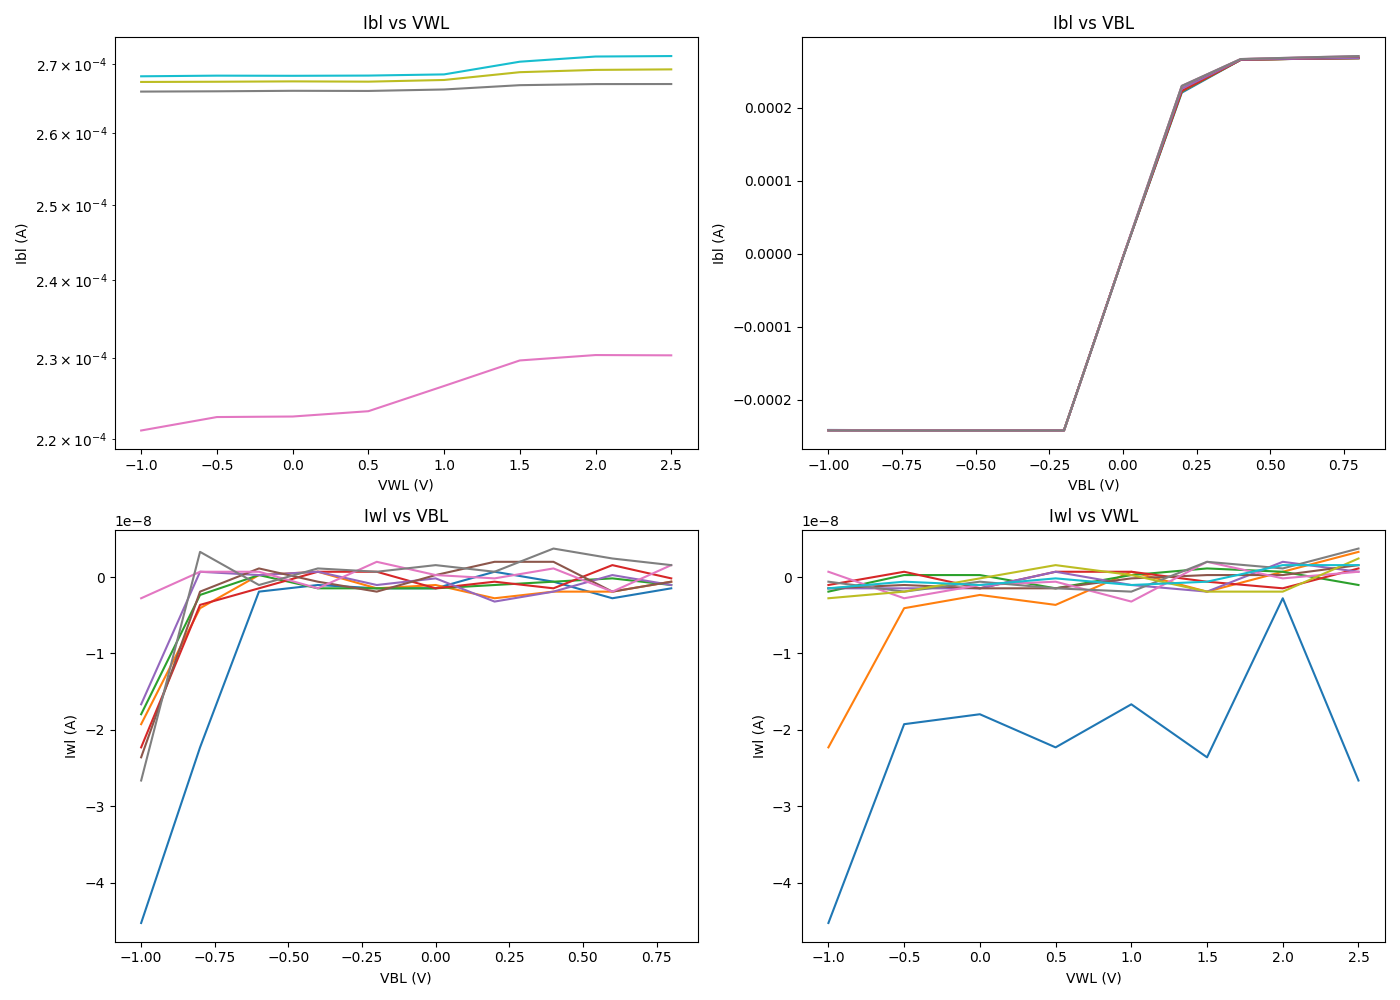 Ibl vs VWL
2.7 × 10⁻⁴
2.6 × 10⁻⁴
2.5 × 10⁻⁴
2.4 × 10⁻⁴
2.3 × 10⁻⁴
2.2 × 10⁻⁴
Ibl (A)
−1.0 −0.5 0.0 0.5 1.0 1.5 2.0 2.5
VWL (V)
Ibl vs VBL
0.0002
0.0001
0.0000
−0.0001
−0.0002
Ibl (A)
−1.00 −0.75 −0.50 −0.25 0.00 0.25 0.50 0.75
VBL (V)
Iwl vs VBL
1e−8
0
−1
−2
−3
−4
Iwl (A)
−1.00 −0.75 −0.50 −0.25 0.00 0.25 0.50 0.75
VBL (V)
Iwl vs VWL
1e−8
0
−1
−2
−3
−4
Iwl (A)
−1.0 −0.5 0.0 0.5 1.0 1.5 2.0 2.5
VWL (V)